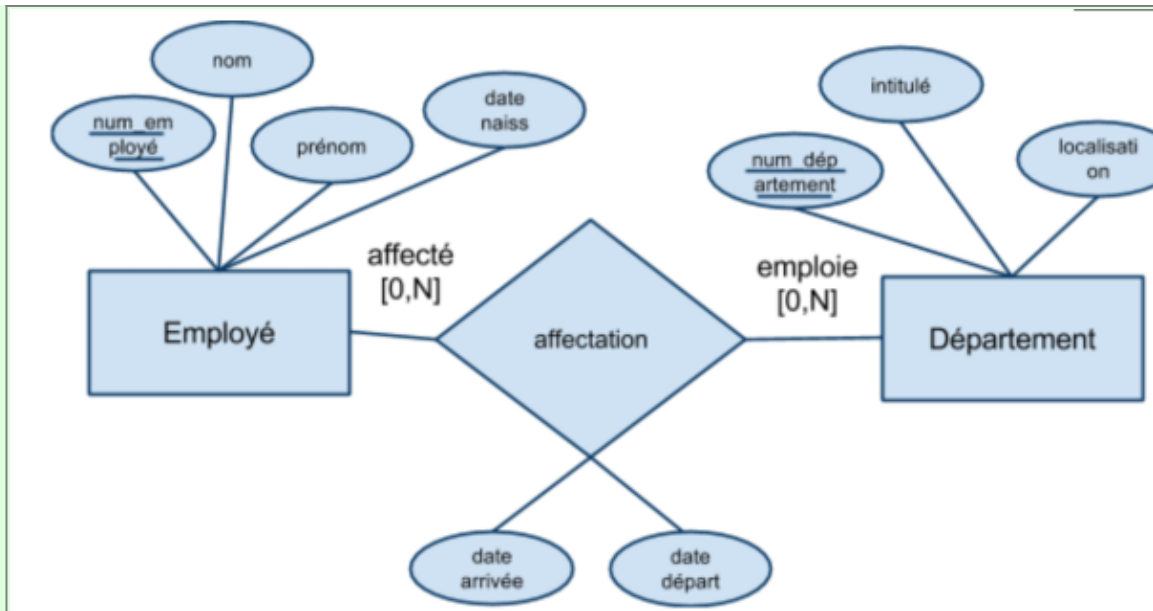 nom
num_em
ployé
prénom
date
naiss
intitulé
num_dép
artement
localisati
on
affecté
[0,N]
emploie
[0,N]
Employé
affectation
Département
date
arrivée
date
départ